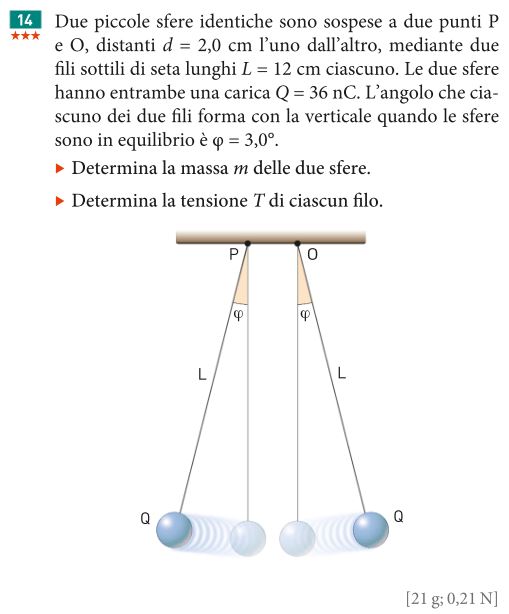 14 Due piccole sfere identiche sono sospese a due punti P
★★★ e O, distanti d = 2,0 cm l'uno dall'altro, mediante due
fili sottili di seta lunghi L = 12 cm ciascuno. Le due sfere
hanno entrambe una carica Q = 36 nC. L'angolo che cia-
scuno dei due fili forma con la verticale quando le sfere
sono in equilibrio è φ = 3,0°.
▸ Determina la massa m delle due sfere.
▸ Determina la tensione T di ciascun filo.
P O
φ φ
L L
Q Q
[21 g; 0,21 N]